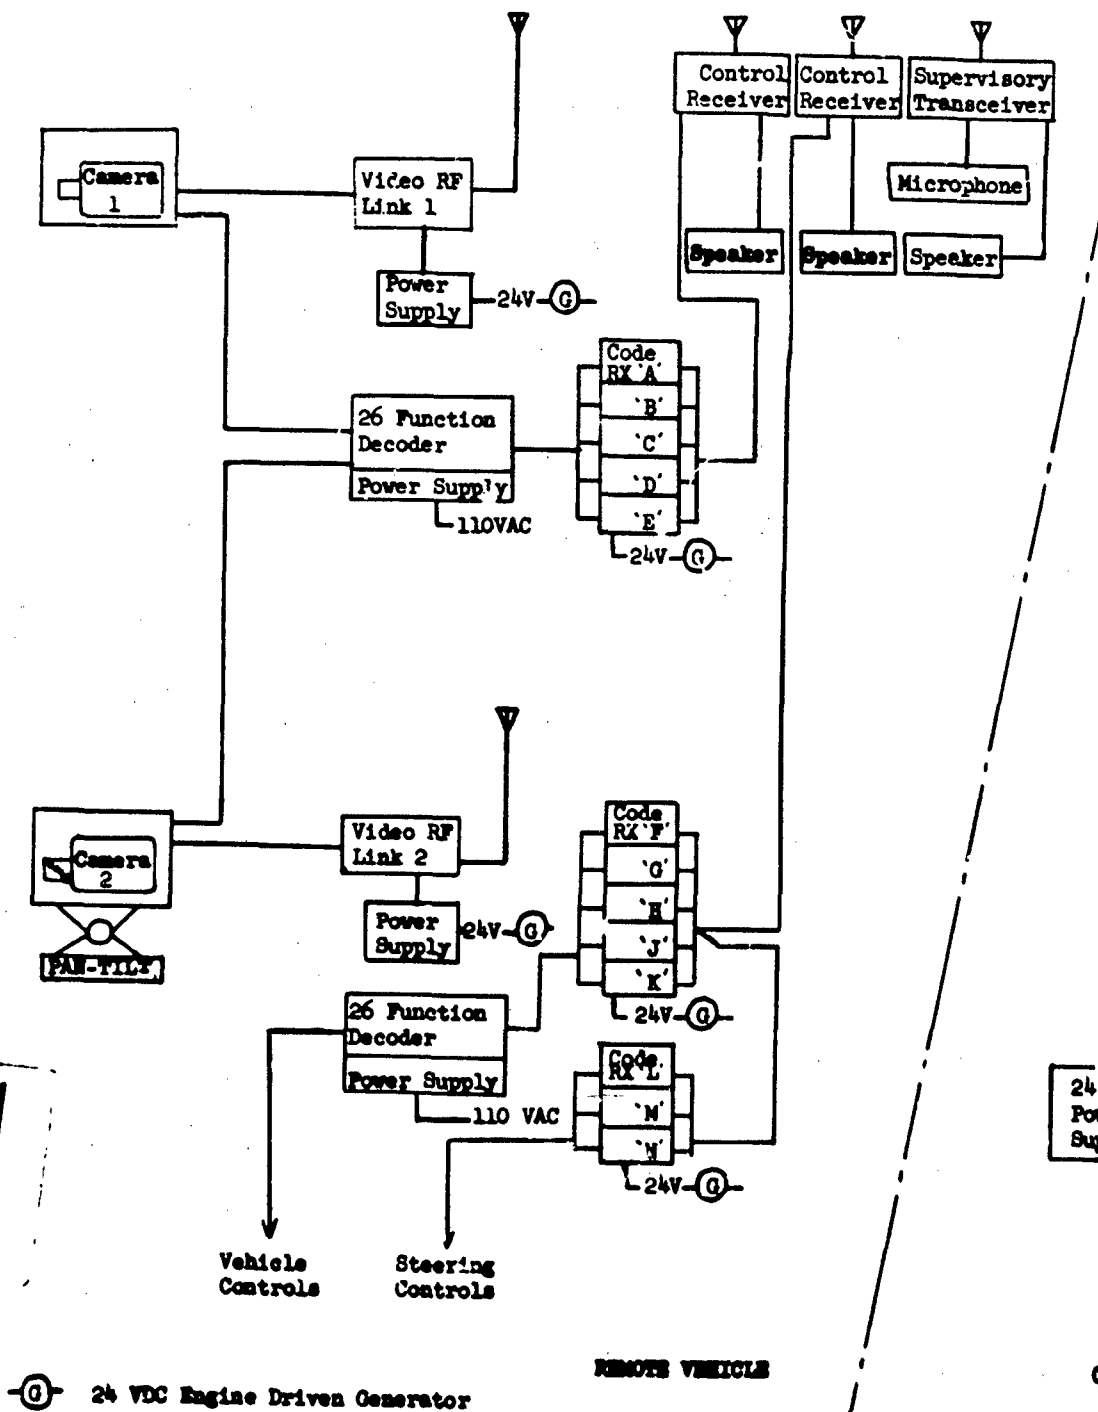 Control
Receiver
Control
Receiver
Supervisory
Transceiver
Camera
1
Video RF
Link 1
Microphone
Speaker
Speaker
Speaker
Power
Supply
24V
G
Code
RX 'A'
'B'
'C'
'D'
'E'
24V
G
26 Function
Decoder
Power Supply
110VAC
Camera
2
PAN-TILT
Video RF
Link 2
Power
Supply
24V
G
Code
RX 'F'
'G'
'H'
'J'
'K'
24V
G
26 Function
Decoder
Power Supply
110 VAC
Code
RX 'L'
'M'
'N'
24V
G
24
Vehicle
Controls
Steering
Controls
REMOTE VEHICLE
G 24 VDC Engine Driven Generator